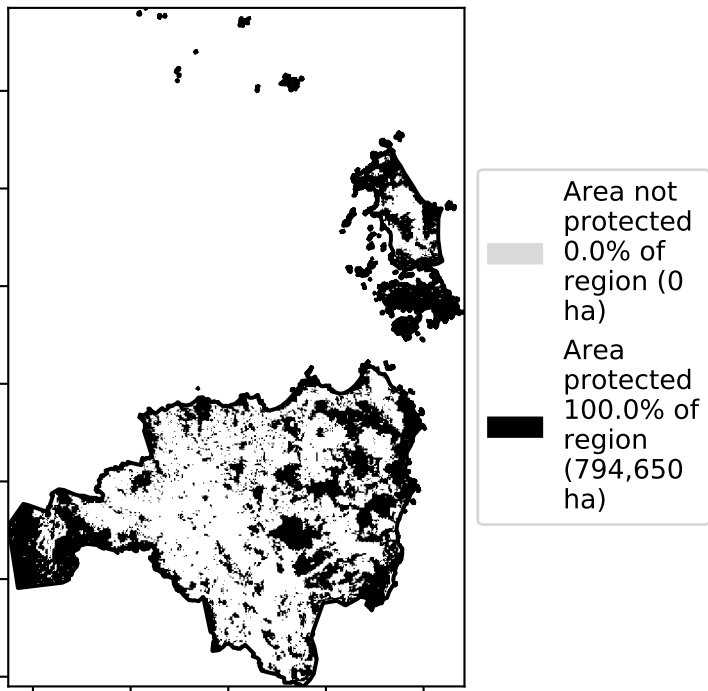 Area not
protected
0.0% of
region (0
ha)
Area
protected
100.0% of
region
(794,650
ha)